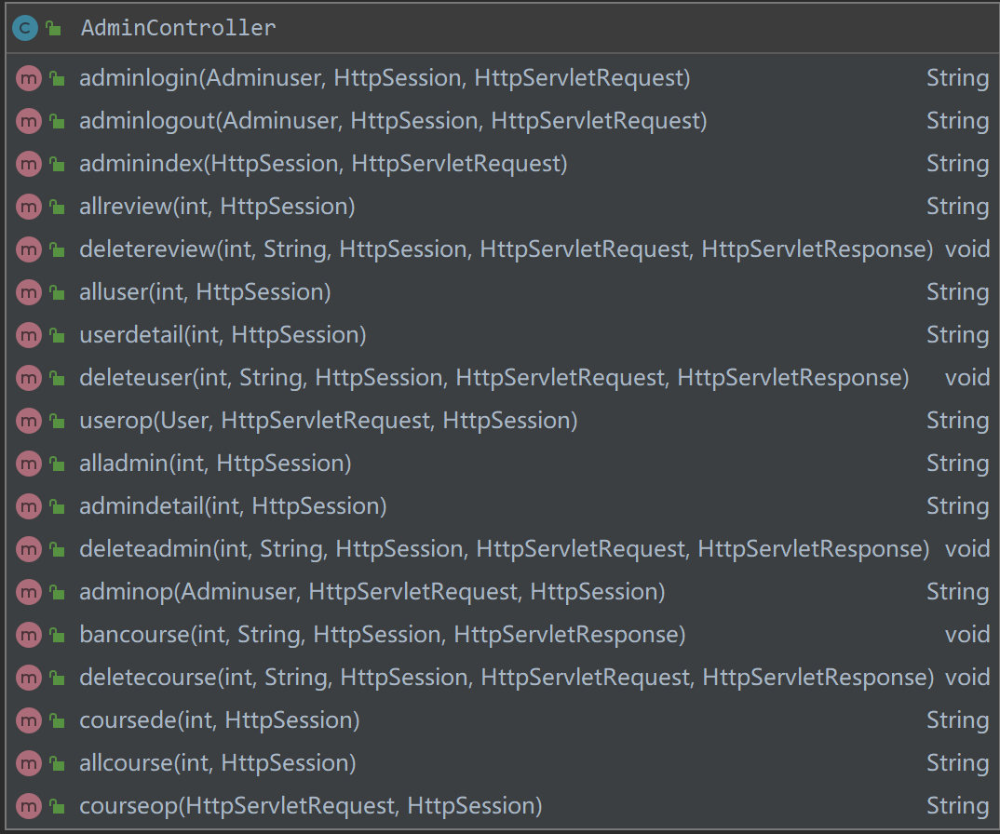 C AdminController
m adminlogin(Adminuser, HttpSession, HttpServletRequest) String
m adminlogout(Adminuser, HttpSession, HttpServletRequest) String
m adminindex(HttpSession, HttpServletRequest) String
m allreview(int, HttpSession) String
m deletereview(int, String, HttpSession, HttpServletRequest, HttpServletResponse) void
m alluser(int, HttpSession) String
m userdetail(int, HttpSession) String
m deleteuser(int, String, HttpSession, HttpServletRequest, HttpServletResponse) void
m userop(User, HttpServletRequest, HttpSession) String
m alladmin(int, HttpSession) String
m admindetail(int, HttpSession) String
m deleteadmin(int, String, HttpSession, HttpServletRequest, HttpServletResponse) void
m adminop(Adminuser, HttpServletRequest, HttpSession) String
m bancourse(int, String, HttpSession, HttpServletResponse) void
m deletecourse(int, String, HttpSession, HttpServletRequest, HttpServletResponse) void
m coursede(int, HttpSession) String
m allcourse(int, HttpSession) String
m courseop(HttpServletRequest, HttpSession) String